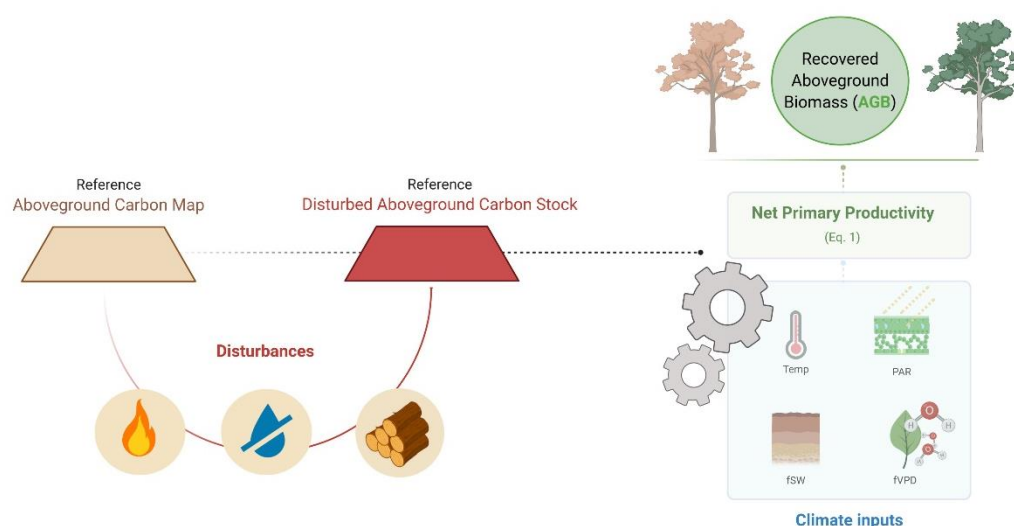 Reference
Aboveground Carbon Map
Reference
Disturbed Aboveground Carbon Stock
Disturbances
Recovered
Aboveground
Biomass (AGB)
Net Primary Productivity
(Eq. 1)
Temp
PAR
H
O
H
O
H
H
O
H
fSW
fVPD
Climate inputs